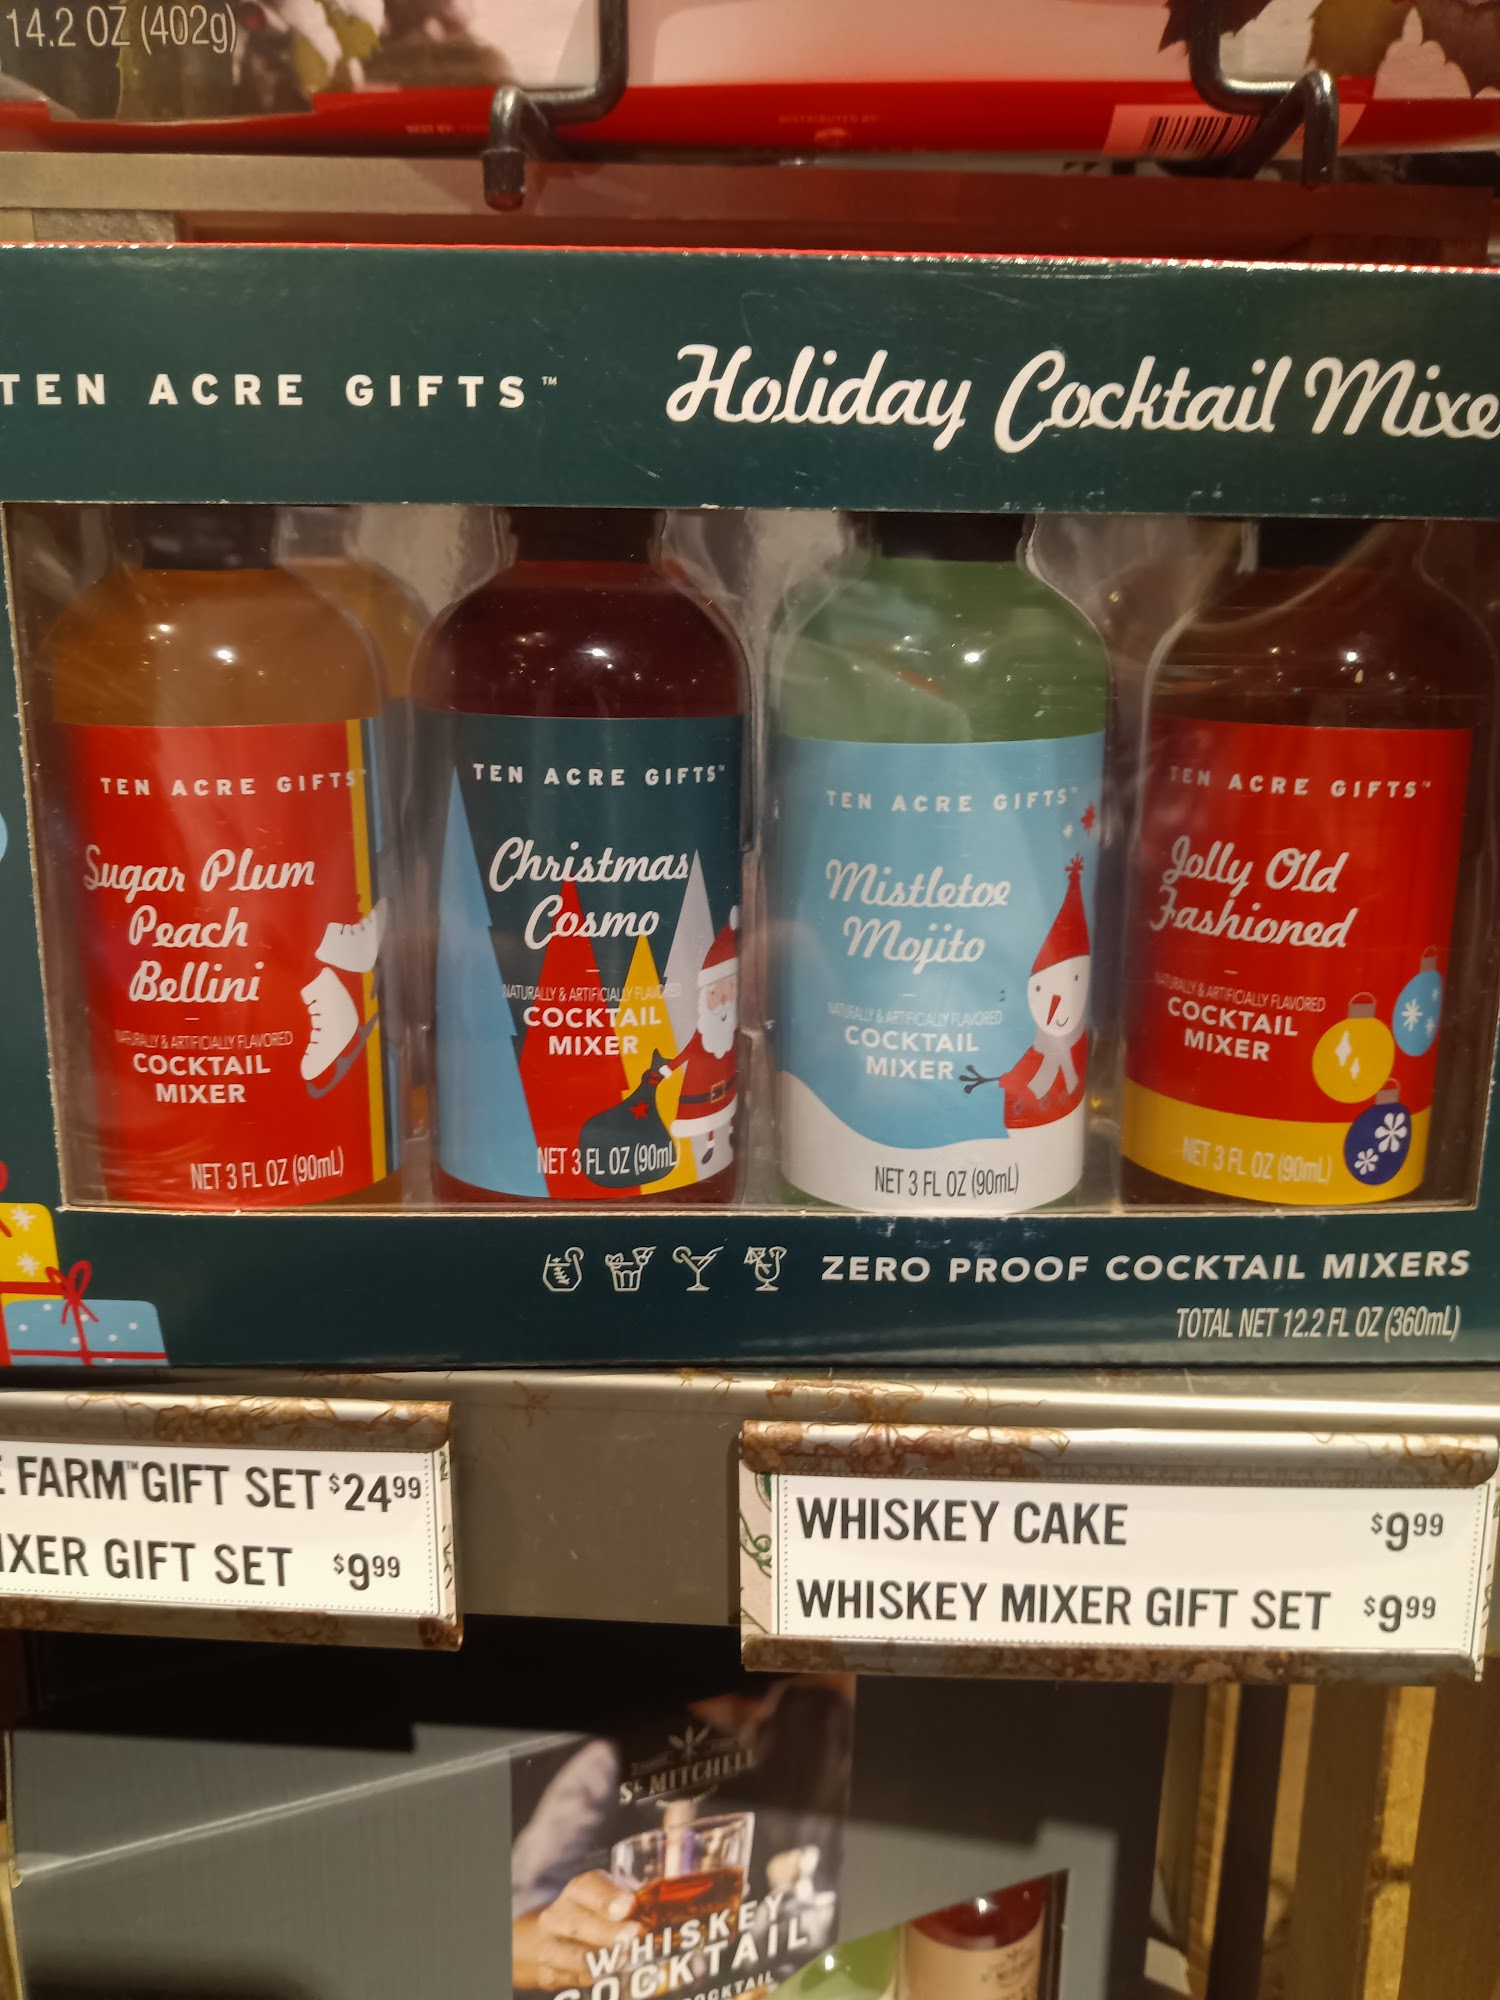 14.2 OZ (402g)
DISTRIBUTED BY:
TEN ACRE GIFTS™
Holiday Cocktail Mixe
TEN ACRE GIFTS™
Sugar Plum
Peach
Bellini
NATURALLY & ARTIFICIALLY FLAVORED
COCKTAIL
MIXER
NET 3 FL OZ (90mL)
TEN ACRE GIFTS™
Christmas
Cosmo
NATURALLY & ARTIFICIALLY FLAVORED
COCKTAIL
MIXER
NET 3 FL OZ (90mL)
TEN ACRE GIFTS™
Mistletoe
Mojito
NATURALLY & ARTIFICIALLY FLAVORED
COCKTAIL
MIXER
NET 3 FL OZ (90mL)
TEN ACRE GIFTS™
Jolly Old
Fashioned
NATURALLY & ARTIFICIALLY FLAVORED
COCKTAIL
MIXER
NET 3 FL OZ (90mL)
ZERO PROOF COCKTAIL MIXERS
TOTAL NET 12.2 FL OZ (360mL)
E FARM™ GIFT SET $24.99
IXER GIFT SET $9.99
WHISKEY CAKE $9.99
WHISKEY MIXER GIFT SET $9.99
St. MITCHELL
WHISKEY
COCKTAIL